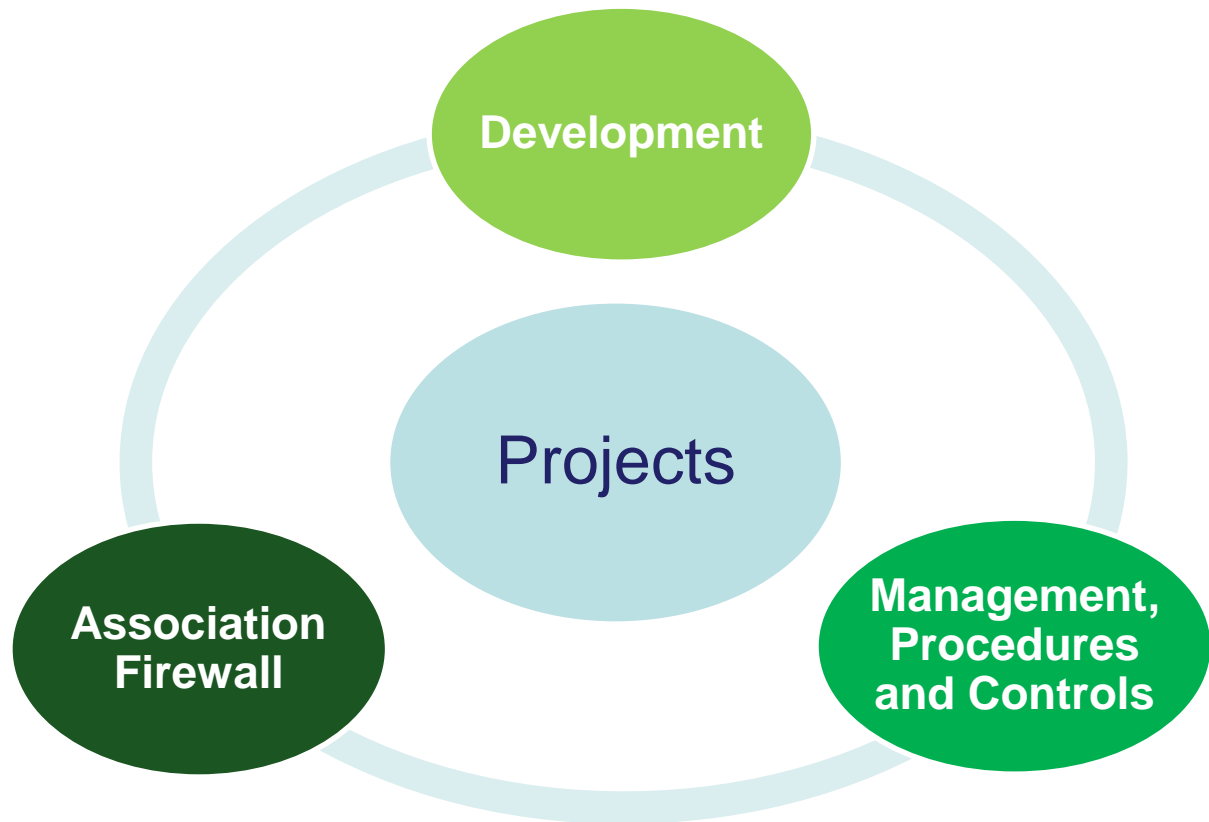 Development
Projects
Association
Firewall
Management,
Procedures
and Controls